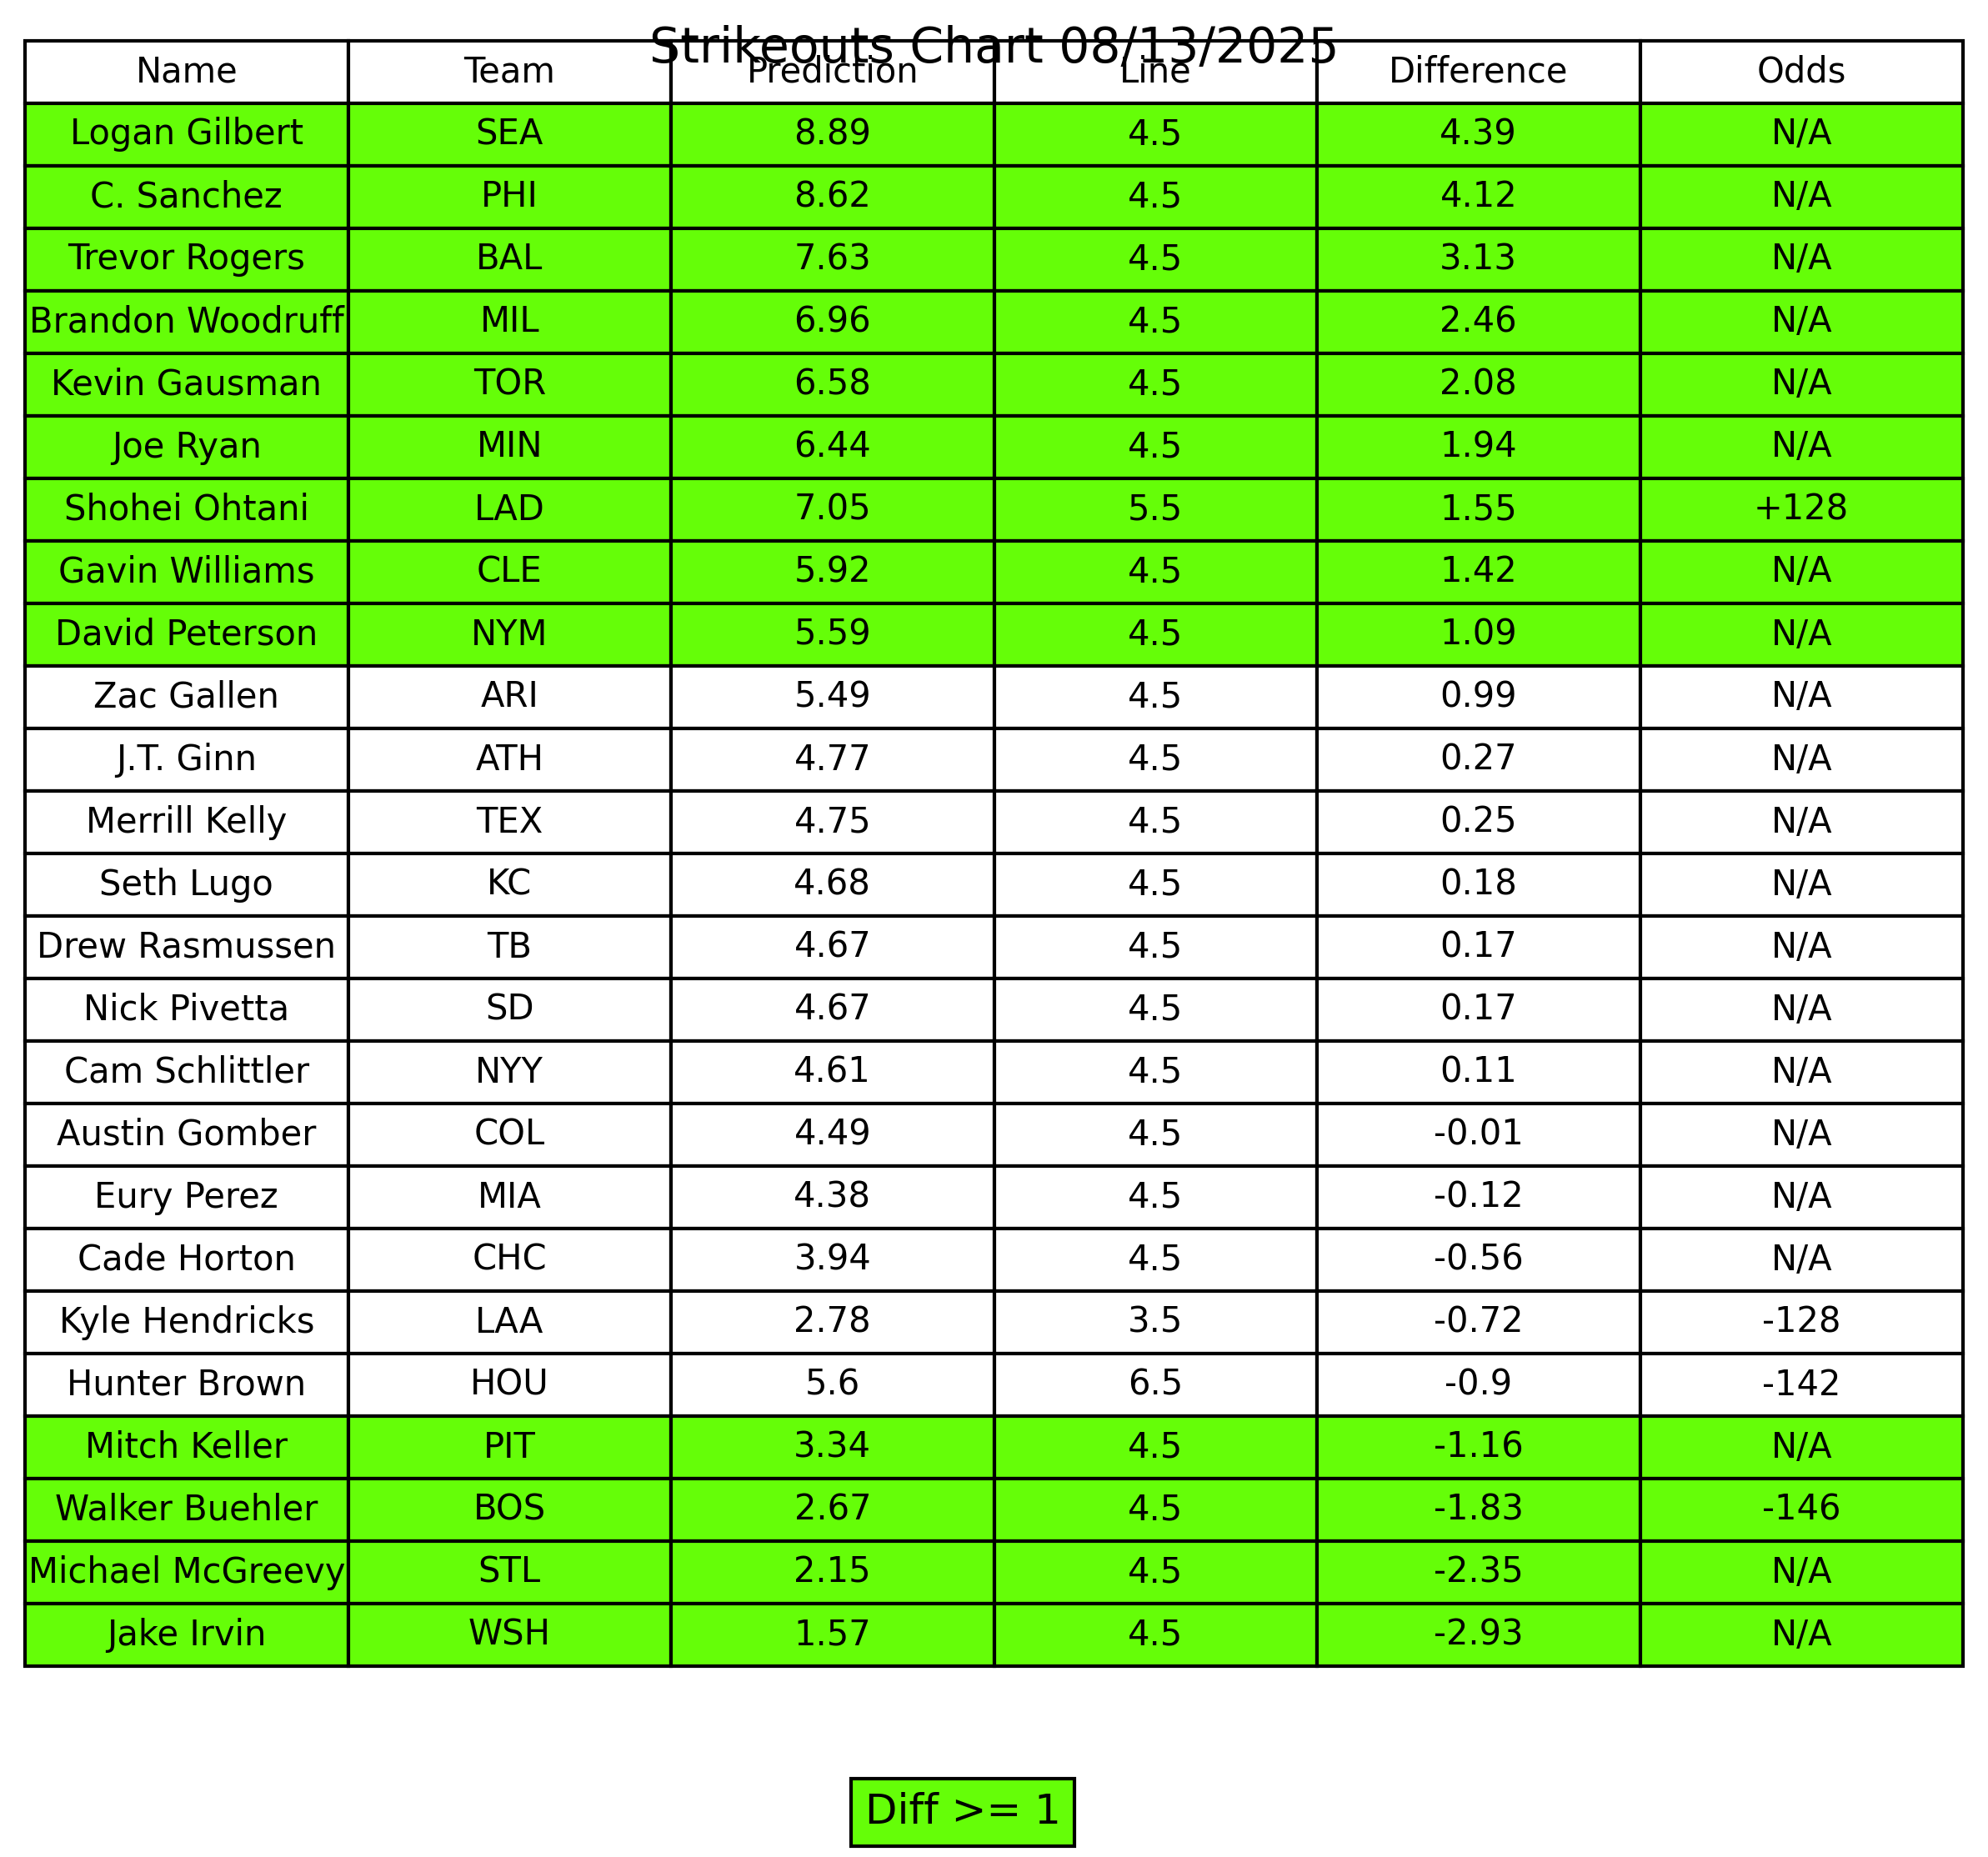 Strikeouts Chart 08/13/2025
Name Team Prediction Line Difference Odds
Logan Gilbert SEA 8.89 4.5 4.39 N/A
C. Sanchez PHI 8.62 4.5 4.12 N/A
Trevor Rogers BAL 7.63 4.5 3.13 N/A
Brandon Woodruff MIL 6.96 4.5 2.46 N/A
Kevin Gausman TOR 6.58 4.5 2.08 N/A
Joe Ryan MIN 6.44 4.5 1.94 N/A
Shohei Ohtani LAD 7.05 5.5 1.55 +128
Gavin Williams CLE 5.92 4.5 1.42 N/A
David Peterson NYM 5.59 4.5 1.09 N/A
Zac Gallen ARI 5.49 4.5 0.99 N/A
J.T. Ginn ATH 4.77 4.5 0.27 N/A
Merrill Kelly TEX 4.75 4.5 0.25 N/A
Seth Lugo KC 4.68 4.5 0.18 N/A
Drew Rasmussen TB 4.67 4.5 0.17 N/A
Nick Pivetta SD 4.67 4.5 0.17 N/A
Cam Schlittler NYY 4.61 4.5 0.11 N/A
Austin Gomber COL 4.49 4.5 -0.01 N/A
Eury Perez MIA 4.38 4.5 -0.12 N/A
Cade Horton CHC 3.94 4.5 -0.56 N/A
Kyle Hendricks LAA 2.78 3.5 -0.72 -128
Hunter Brown HOU 5.6 6.5 -0.9 -142
Mitch Keller PIT 3.34 4.5 -1.16 N/A
Walker Buehler BOS 2.67 4.5 -1.83 -146
Michael McGreevy STL 2.15 4.5 -2.35 N/A
Jake Irvin WSH 1.57 4.5 -2.93 N/A
Diff >= 1